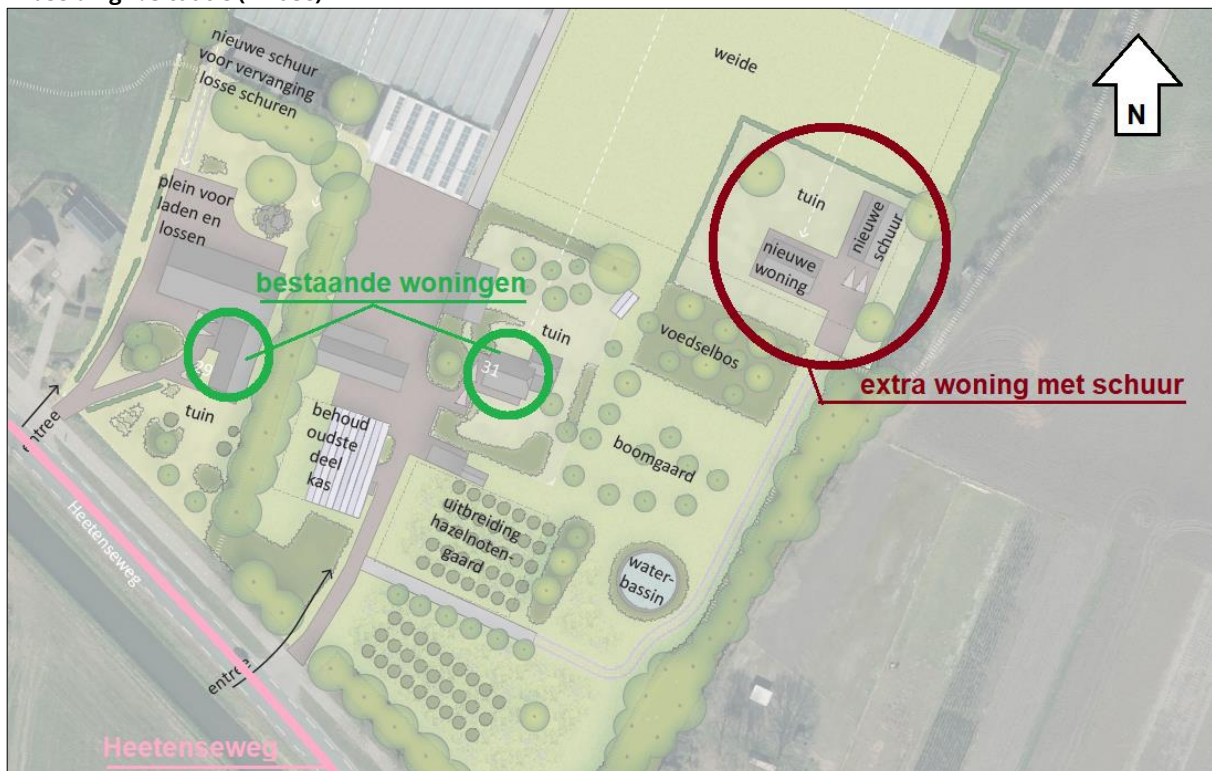 nieuwe schuur
voor vervanging
losse schuren
weide
N
plein voor
laden en
lossen
tuin
nieuwe
schuur
nieuwe
woning
bestaande woningen
tuin
voedselbos
29
31
extra woning met schuur
entree
tuin
behoud
oudste
deel
kas
boomgaard
uitbreiding
hazelnoten-
gaard
water-
bassin
Heetenseweg
entree
Heetenseweg